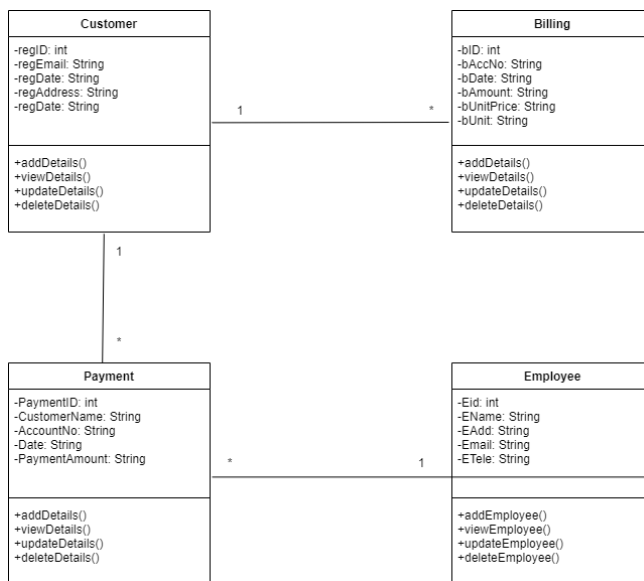 Customer
-regID: int
-regEmail: String
-regDate: String
-regAddress: String
-regDate: String
+addDetails()
+viewDetails()
+updateDetails()
+deleteDetails()
Billing
-bID: int
-bAccNo: String
-bDate: String
-bAmount: String
-bUnitPrice: String
-bUnit: String
+addDetails()
+viewDetails()
+updateDetails()
+deleteDetails()
1
*
1
*
Payment
-PaymentID: int
-CustomerName: String
-AccountNo: String
-Date: String
-PaymentAmount: String
+addDetails()
+viewDetails()
+updateDetails()
+deleteDetails()
*
1
Employee
-Eid: int
-EName: String
-EAdd: String
-Email: String
-ETele: String
+addEmployee()
+viewEmployee()
+updateEmployee()
+deleteEmployee()